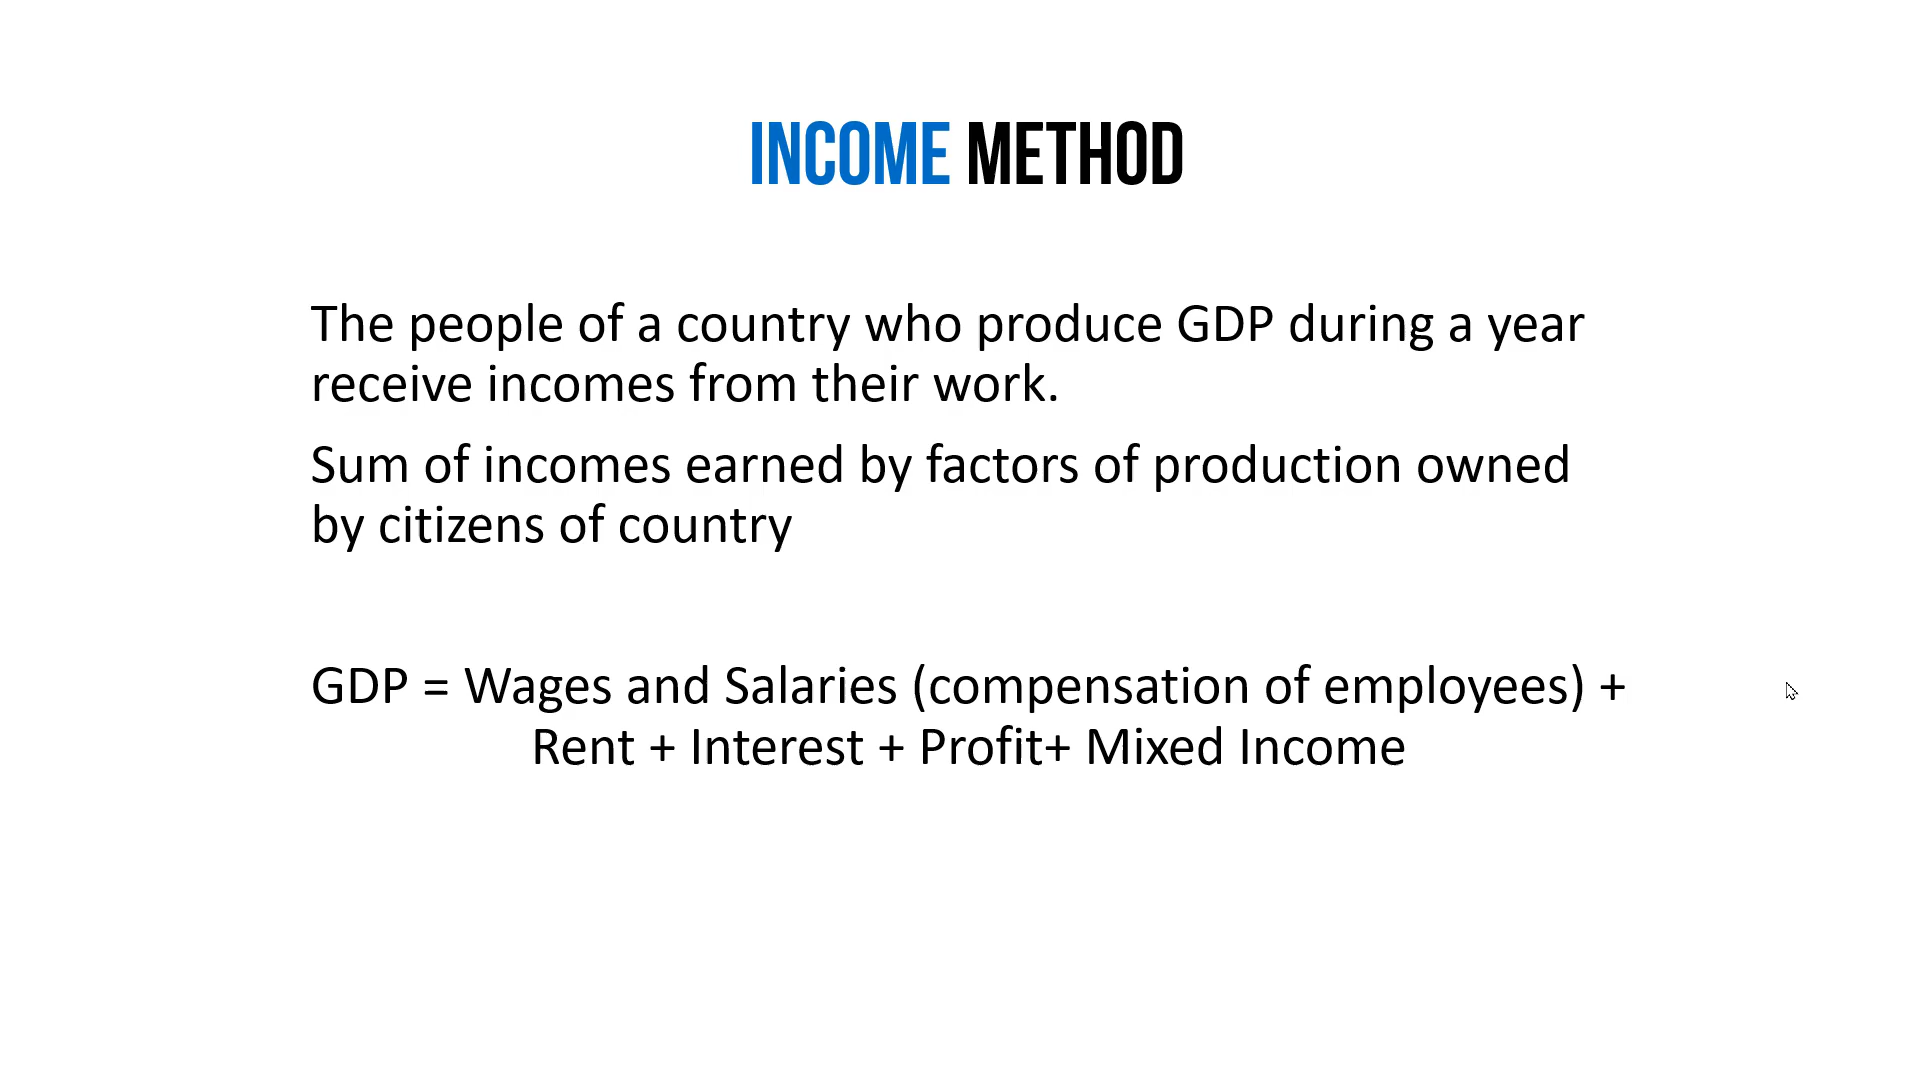 INCOME METHOD
The people of a country who produce GDP during a year
receive incomes from their work.
Sum of incomes earned by factors of production owned
by citizens of country
GDP = Wages and Salaries (compensation of employees) +
Rent + Interest + Profit+ Mixed Income